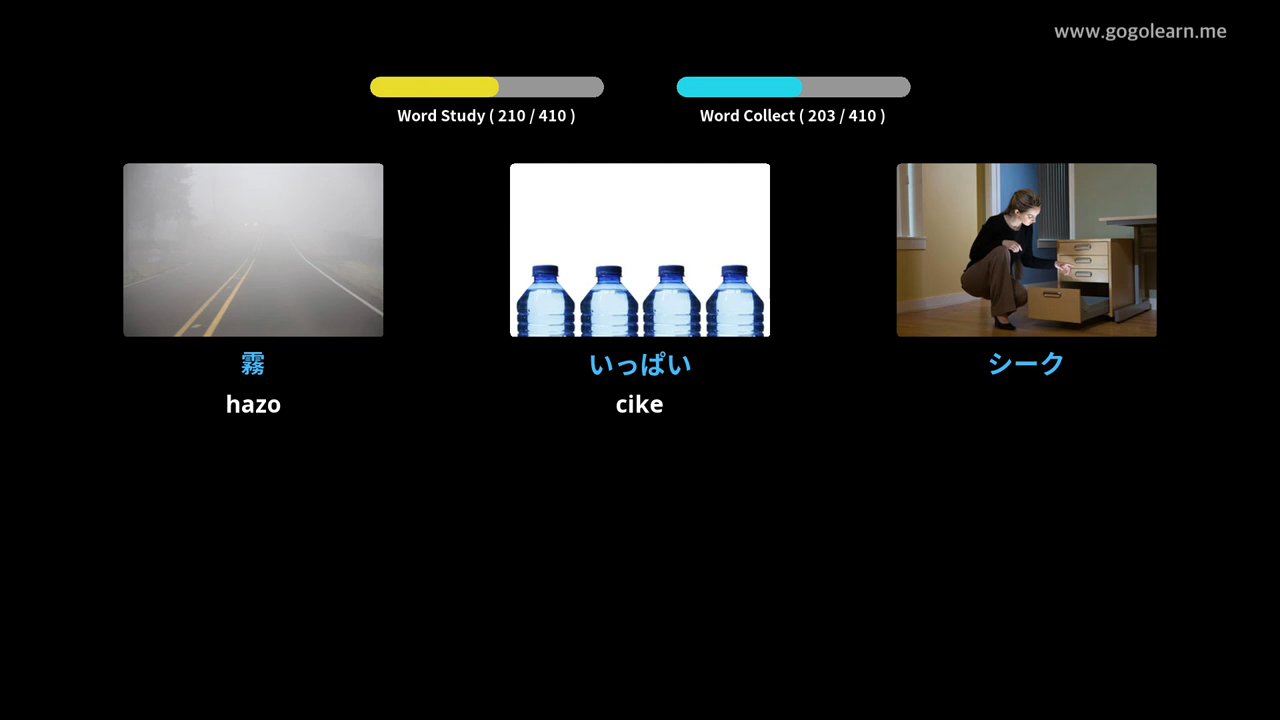 www.gogolearn.me
Word Study ( 210 / 410 )
Word Collect ( 203 / 410 )
霧
hazo
いっぱい
cike
シーク